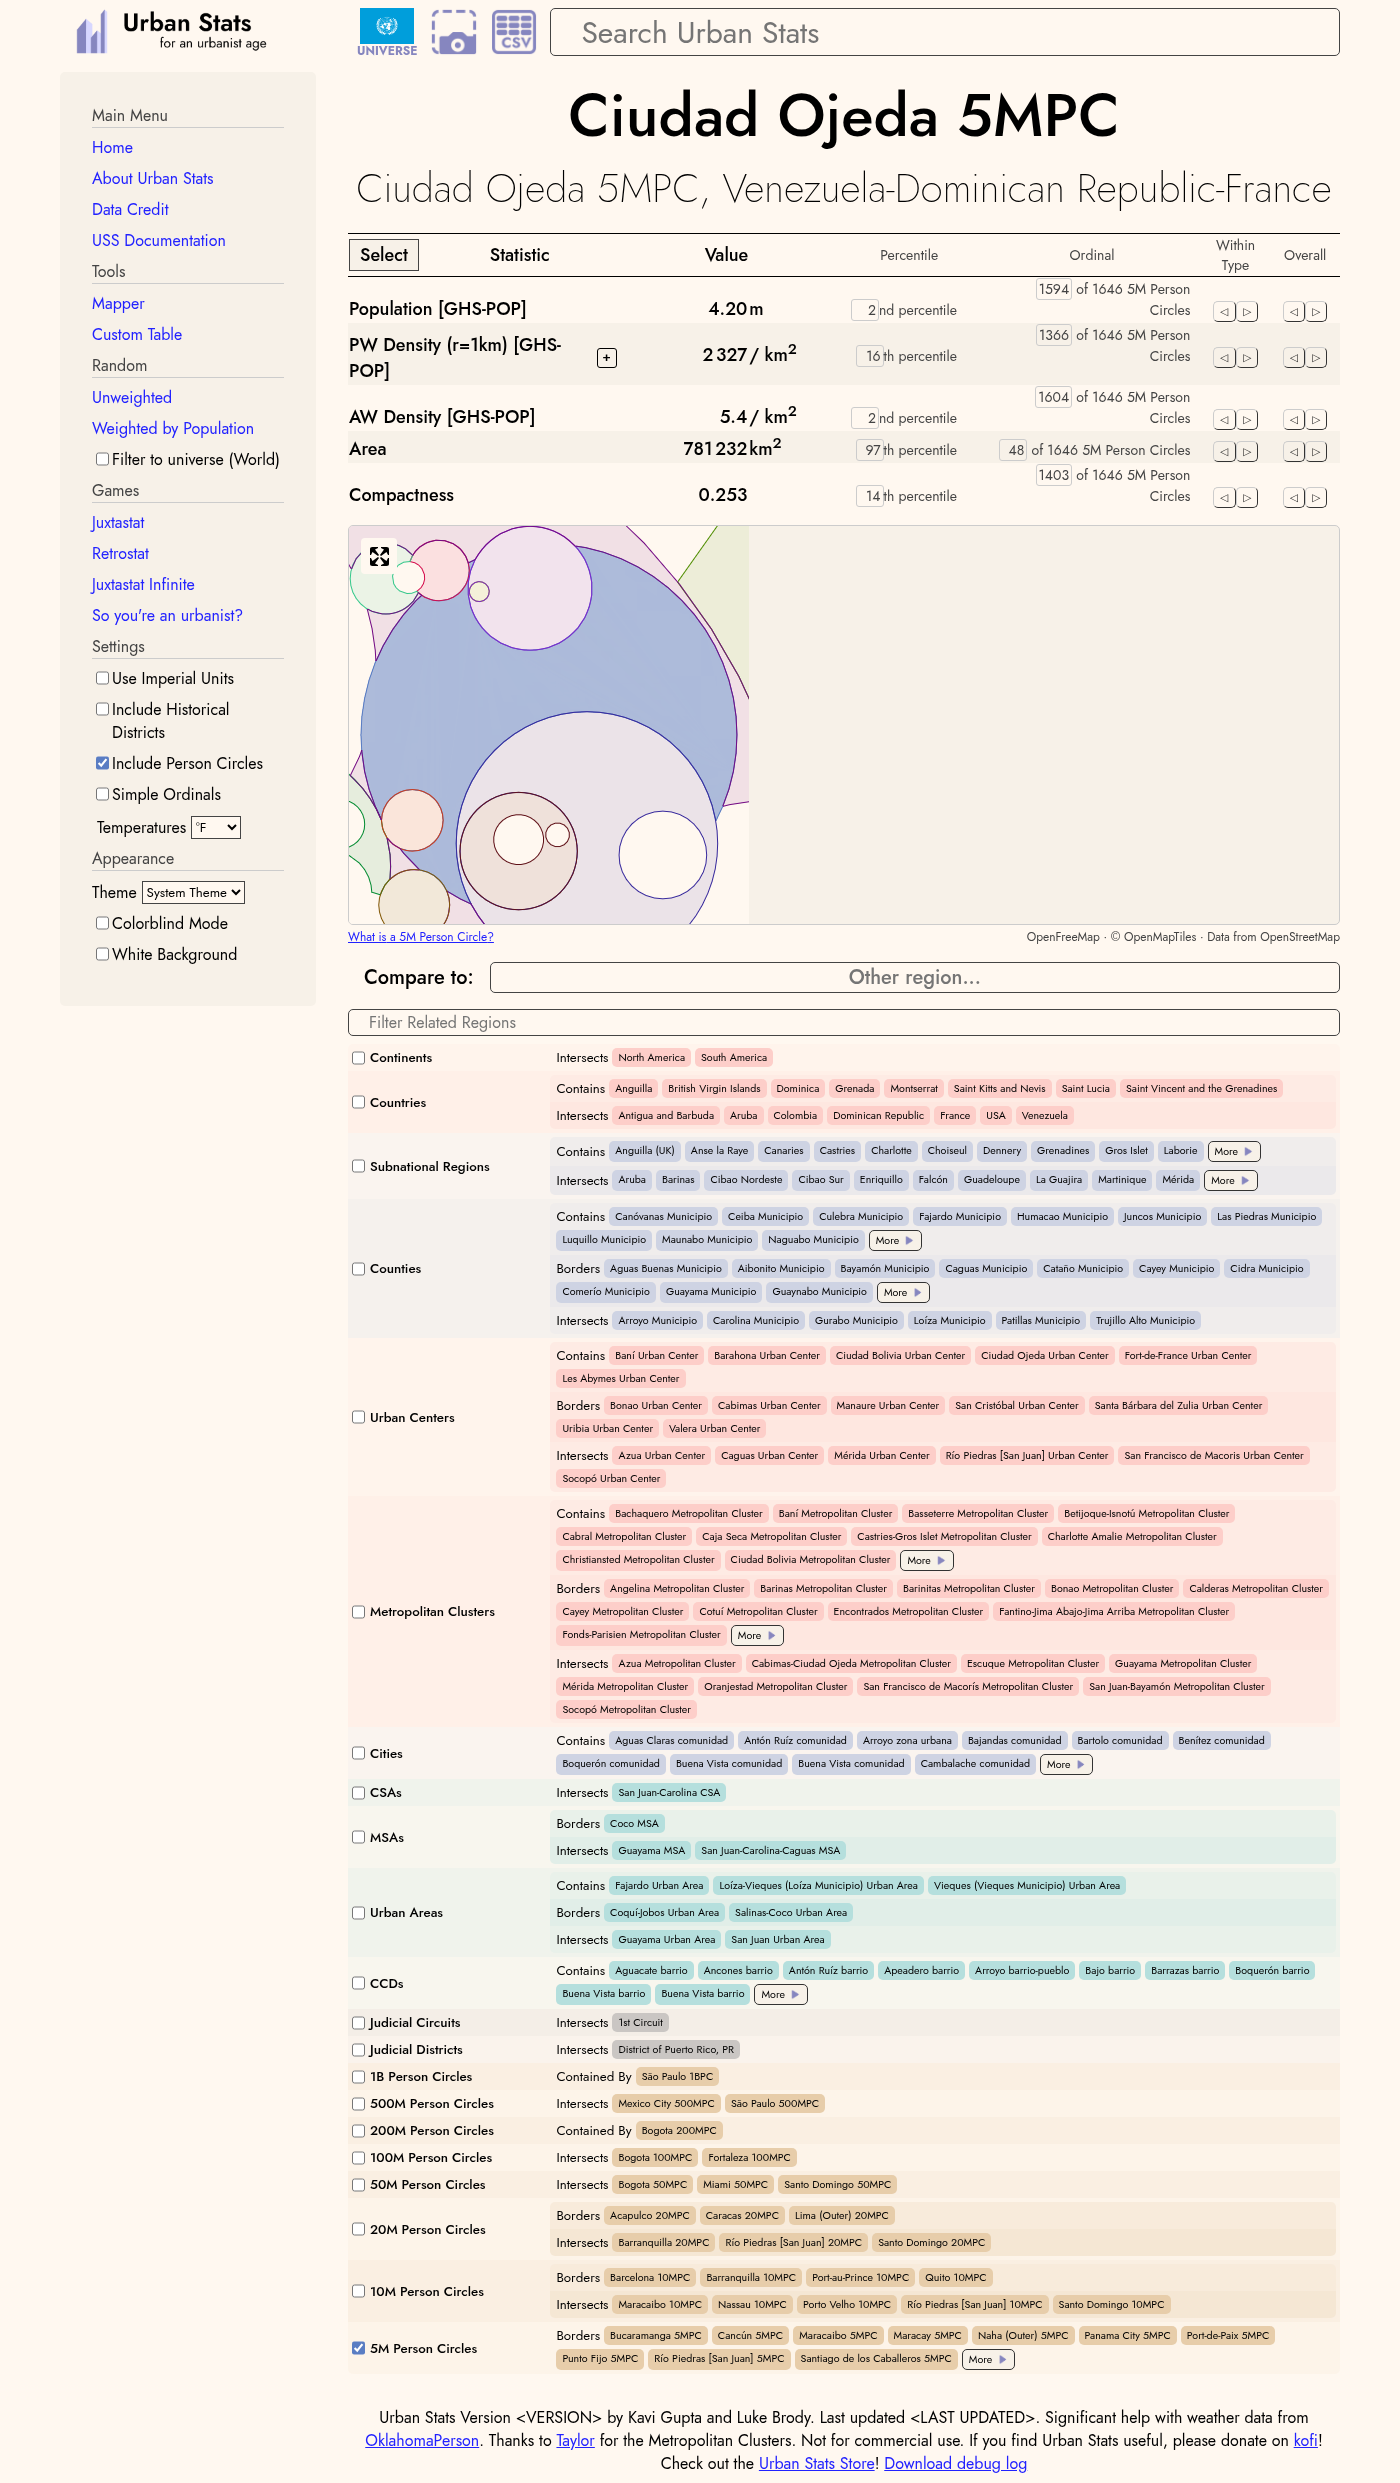 Urban Stats
for an urbanist age
UNIVERSE
CSV
Search Urban Stats
Main Menu
Home
About Urban Stats
Data Credit
USS Documentation
Tools
Mapper
Custom Table
Random
Unweighted
Weighted by Population
Filter to universe (World)
Games
Juxtastat
Retrostat
Juxtastat Infinite
So you're an urbanist?
Settings
Use Imperial Units
Include Historical
Districts
Include Person Circles
Simple Ordinals
Temperatures °F
Appearance
Theme System Theme
Colorblind Mode
White Background
Ciudad Ojeda 5MPC
Ciudad Ojeda 5MPC, Venezuela-Dominican Republic-France
Select Statistic Value Percentile Ordinal Within Type Overall
Population [GHS-POP] 4.20m 2nd percentile 1594 of 1646 5M Person Circles
PW Density (r=1km) [GHS-POP] + 2 327/ km² 16th percentile 1366 of 1646 5M Person Circles
AW Density [GHS-POP] 5.4/ km² 2nd percentile 1604 of 1646 5M Person Circles
Area 781 232km² 97th percentile 48 of 1646 5M Person Circles
Compactness 0.253 14th percentile 1403 of 1646 5M Person Circles
What is a 5M Person Circle? OpenFreeMap · © OpenMapTiles · Data from OpenStreetMap
Compare to: Other region...
Filter Related Regions
Continents
Intersects North America South America
Countries
Contains Anguilla British Virgin Islands Dominica Grenada Montserrat Saint Kitts and Nevis Saint Lucia Saint Vincent and the Grenadines
Intersects Antigua and Barbuda Aruba Colombia Dominican Republic France USA Venezuela
Subnational Regions
Contains Anguilla (UK) Anse la Raye Canaries Castries Charlotte Choiseul Dennery Grenadines Gros Islet Laborie More
Intersects Aruba Barinas Cibao Nordeste Cibao Sur Enriquillo Falcón Guadeloupe La Guajira Martinique Mérida More
Counties
Contains Canóvanas Municipio Ceiba Municipio Culebra Municipio Fajardo Municipio Humacao Municipio Juncos Municipio Las Piedras Municipio
Luquillo Municipio Maunabo Municipio Naguabo Municipio More
Borders Aguas Buenas Municipio Aibonito Municipio Bayamón Municipio Caguas Municipio Cataño Municipio Cayey Municipio Cidra Municipio
Comerío Municipio Guayama Municipio Guaynabo Municipio More
Intersects Arroyo Municipio Carolina Municipio Gurabo Municipio Loíza Municipio Patillas Municipio Trujillo Alto Municipio
Urban Centers
Contains Baní Urban Center Barahona Urban Center Ciudad Bolivia Urban Center Ciudad Ojeda Urban Center Fort-de-France Urban Center
Les Abymes Urban Center
Borders Bonao Urban Center Cabimas Urban Center Manaure Urban Center San Cristóbal Urban Center Santa Bárbara del Zulia Urban Center
Uribia Urban Center Valera Urban Center
Intersects Azua Urban Center Caguas Urban Center Mérida Urban Center Río Piedras [San Juan] Urban Center San Francisco de Macoris Urban Center
Socopó Urban Center
Metropolitan Clusters
Contains Bachaquero Metropolitan Cluster Baní Metropolitan Cluster Basseterre Metropolitan Cluster Betijoque-Isnotú Metropolitan Cluster
Cabral Metropolitan Cluster Caja Seca Metropolitan Cluster Castries-Gros Islet Metropolitan Cluster Charlotte Amalie Metropolitan Cluster
Christiansted Metropolitan Cluster Ciudad Bolivia Metropolitan Cluster More
Borders Angelina Metropolitan Cluster Barinas Metropolitan Cluster Barinitas Metropolitan Cluster Bonao Metropolitan Cluster Calderas Metropolitan Cluster
Cayey Metropolitan Cluster Cotuí Metropolitan Cluster Encontrados Metropolitan Cluster Fantino-Jima Abajo-Jima Arriba Metropolitan Cluster
Fonds-Parisien Metropolitan Cluster More
Intersects Azua Metropolitan Cluster Cabimas-Ciudad Ojeda Metropolitan Cluster Escuque Metropolitan Cluster Guayama Metropolitan Cluster
Mérida Metropolitan Cluster Oranjestad Metropolitan Cluster San Francisco de Macorís Metropolitan Cluster San Juan-Bayamón Metropolitan Cluster
Socopó Metropolitan Cluster
Cities
Contains Aguas Claras comunidad Antón Ruíz comunidad Arroyo zona urbana Bajandas comunidad Bartolo comunidad Benítez comunidad
Boquerón comunidad Buena Vista comunidad Buena Vista comunidad Cambalache comunidad More
CSAs
Intersects San Juan-Carolina CSA
MSAs
Borders Coco MSA
Intersects Guayama MSA San Juan-Carolina-Caguas MSA
Urban Areas
Contains Fajardo Urban Area Loíza-Vieques (Loíza Municipio) Urban Area Vieques (Vieques Municipio) Urban Area
Borders Coquí-Jobos Urban Area Salinas-Coco Urban Area
Intersects Guayama Urban Area San Juan Urban Area
CCDs
Contains Aguacate barrio Ancones barrio Antón Ruíz barrio Apeadero barrio Arroyo barrio-pueblo Bajo barrio Barrazas barrio Boquerón barrio
Buena Vista barrio Buena Vista barrio More
Judicial Circuits
Intersects 1st Circuit
Judicial Districts
Intersects District of Puerto Rico, PR
1B Person Circles
Contained By São Paulo 1BPC
500M Person Circles
Intersects Mexico City 500MPC São Paulo 500MPC
200M Person Circles
Contained By Bogota 200MPC
100M Person Circles
Intersects Bogota 100MPC Fortaleza 100MPC
50M Person Circles
Intersects Bogota 50MPC Miami 50MPC Santo Domingo 50MPC
20M Person Circles
Borders Acapulco 20MPC Caracas 20MPC Lima (Outer) 20MPC
Intersects Barranquilla 20MPC Río Piedras [San Juan] 20MPC Santo Domingo 20MPC
10M Person Circles
Borders Barcelona 10MPC Barranquilla 10MPC Port-au-Prince 10MPC Quito 10MPC
Intersects Maracaibo 10MPC Nassau 10MPC Porto Velho 10MPC Río Piedras [San Juan] 10MPC Santo Domingo 10MPC
5M Person Circles
Borders Bucaramanga 5MPC Cancún 5MPC Maracaibo 5MPC Maracay 5MPC Naha (Outer) 5MPC Panama City 5MPC Port-de-Paix 5MPC
Punto Fijo 5MPC Río Piedras [San Juan] 5MPC Santiago de los Caballeros 5MPC More
Urban Stats Version <VERSION> by Kavi Gupta and Luke Brody. Last updated <LAST UPDATED>. Significant help with weather data from
OklahomaPerson. Thanks to Taylor for the Metropolitan Clusters. Not for commercial use. If you find Urban Stats useful, please donate on kofi!
Check out the Urban Stats Store! Download debug log